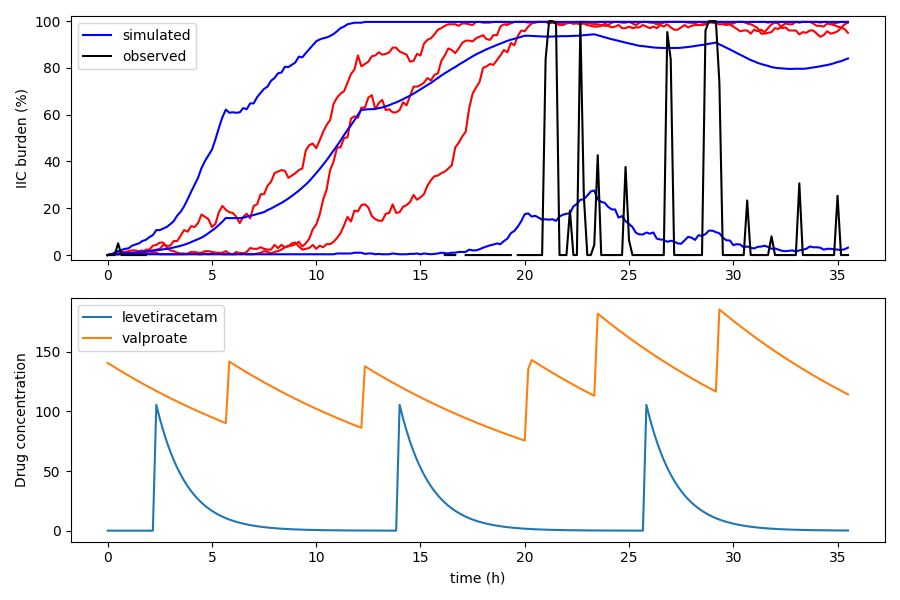 IIC burden (%)
100
80
60
40
20
0
simulated
observed
0 5 10 15 20 25 30 35
Drug concentration
150
100
50
0
levetiracetam
valproate
0 5 10 15 20 25 30 35
time (h)